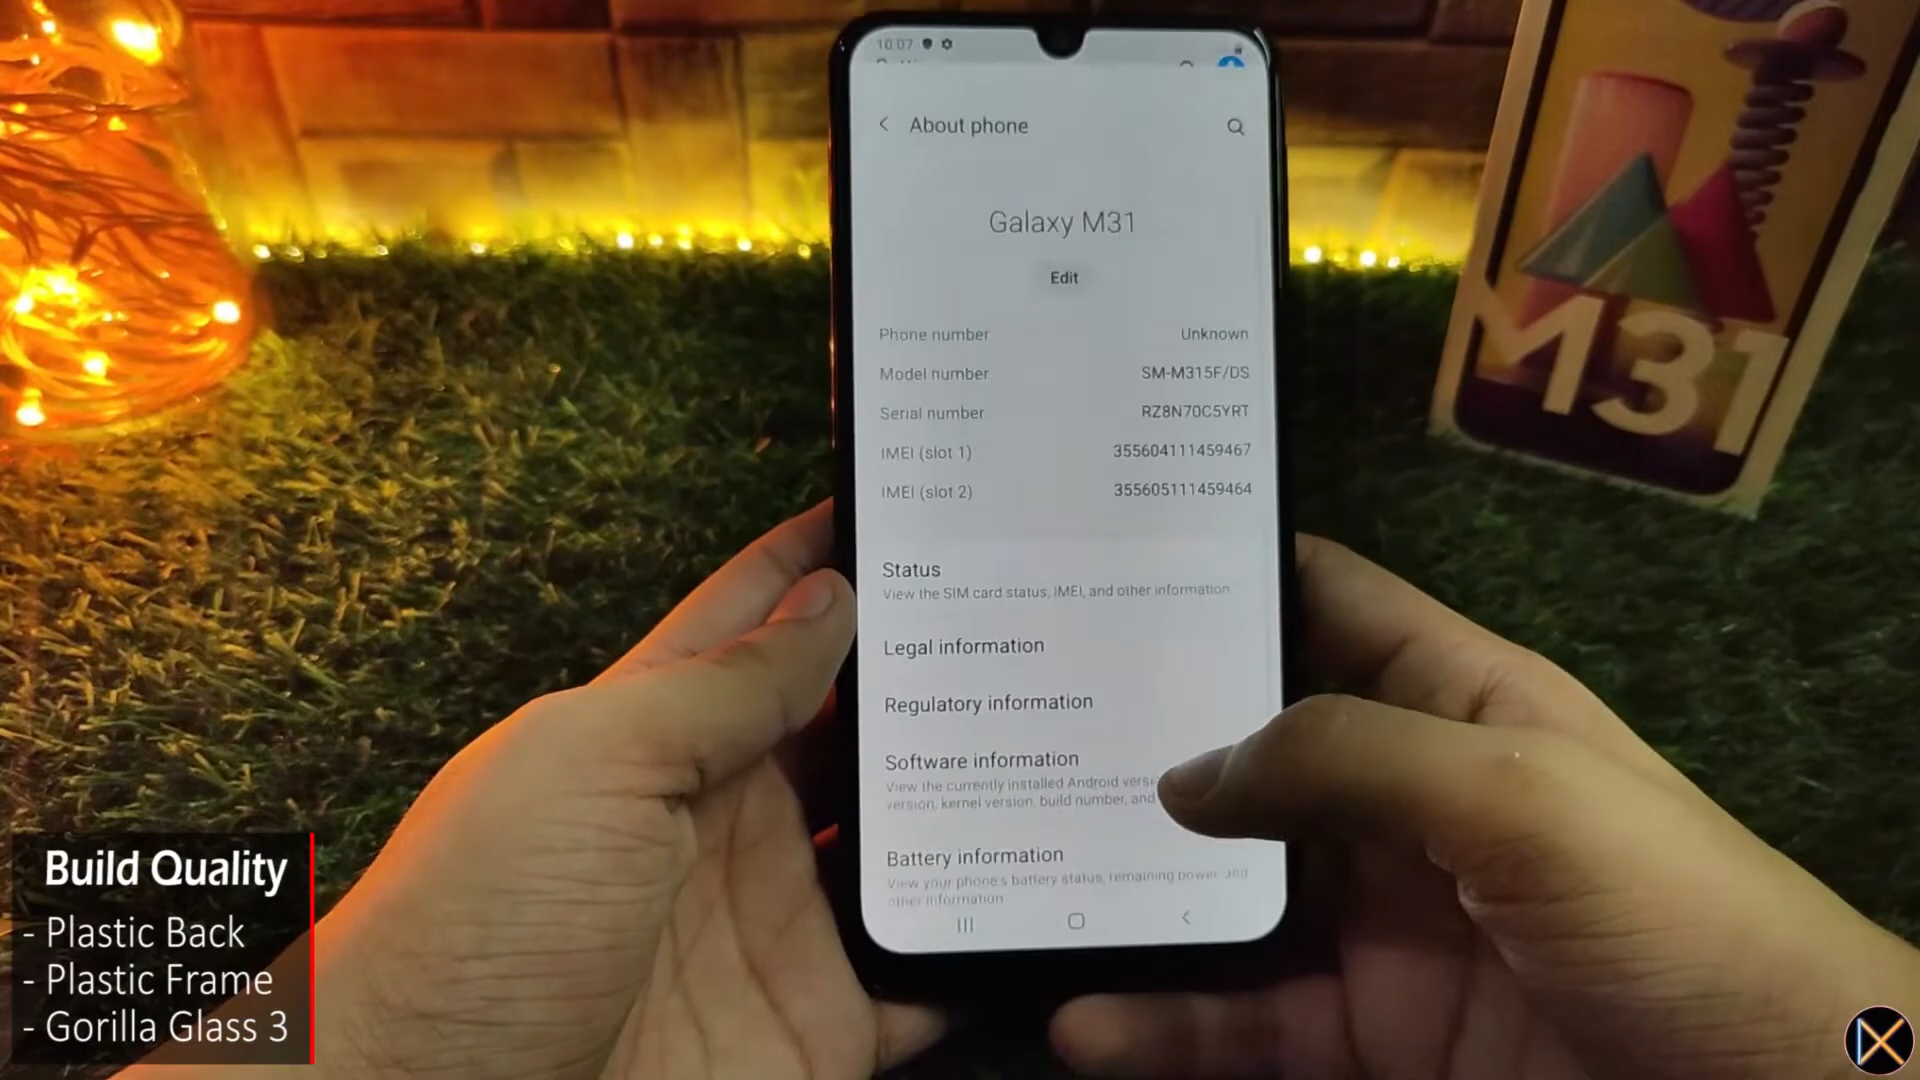 10:07
About phone
Galaxy M31
Edit
Phone number Unknown
Model number SM-M315F/DS
Serial number RZ8N70C5YRT
IMEI (slot 1) 355604111459467
IMEI (slot 2) 355605111459464
Status
View the SIM card status, IMEI, and other information.
Legal information
Regulatory information
Software information
View the currently installed Android
version, kernel version, build number, and
Battery information
View your phone's battery status, remaining power, and
other information.
M31
Build Quality
- Plastic Back
- Plastic Frame
- Gorilla Glass 3